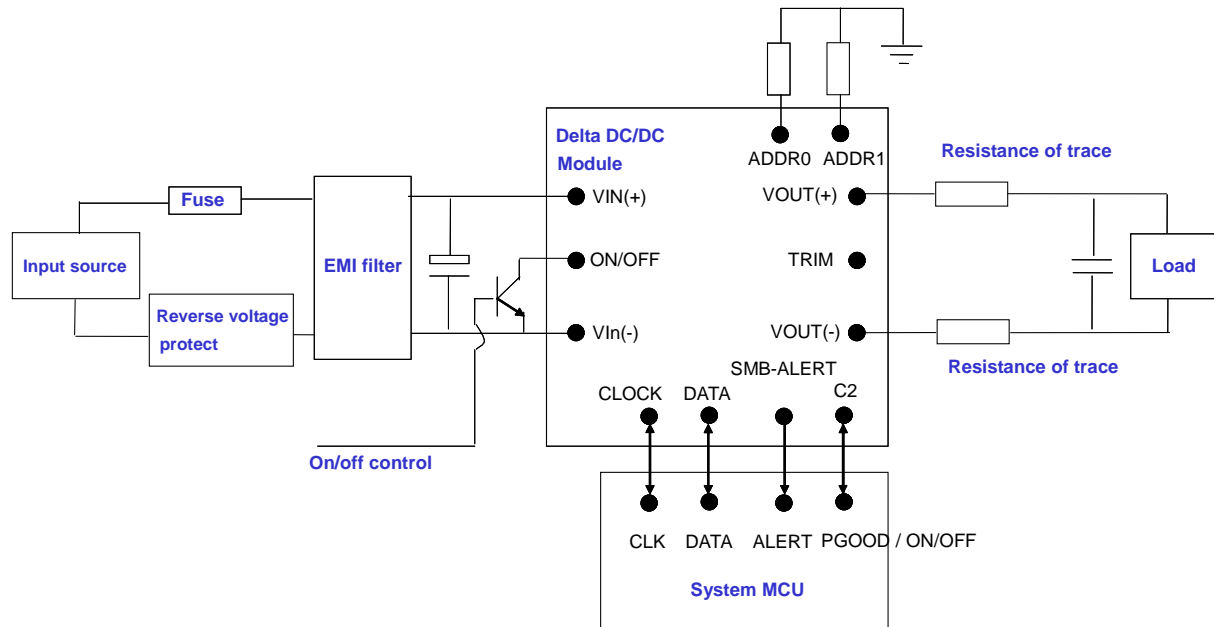 Delta DC/DC
Module
ADDR0
ADDR1
Resistance of trace
Fuse
VIN(+)
VOUT(+)
Input source
EMI filter
ON/OFF
TRIM
Load
Reverse voltage
protect
VIn(-)
VOUT(-)
Resistance of trace
SMB-ALERT
CLOCK
DATA
C2
On/off control
CLK
DATA
ALERT
PGOOD / ON/OFF
System MCU